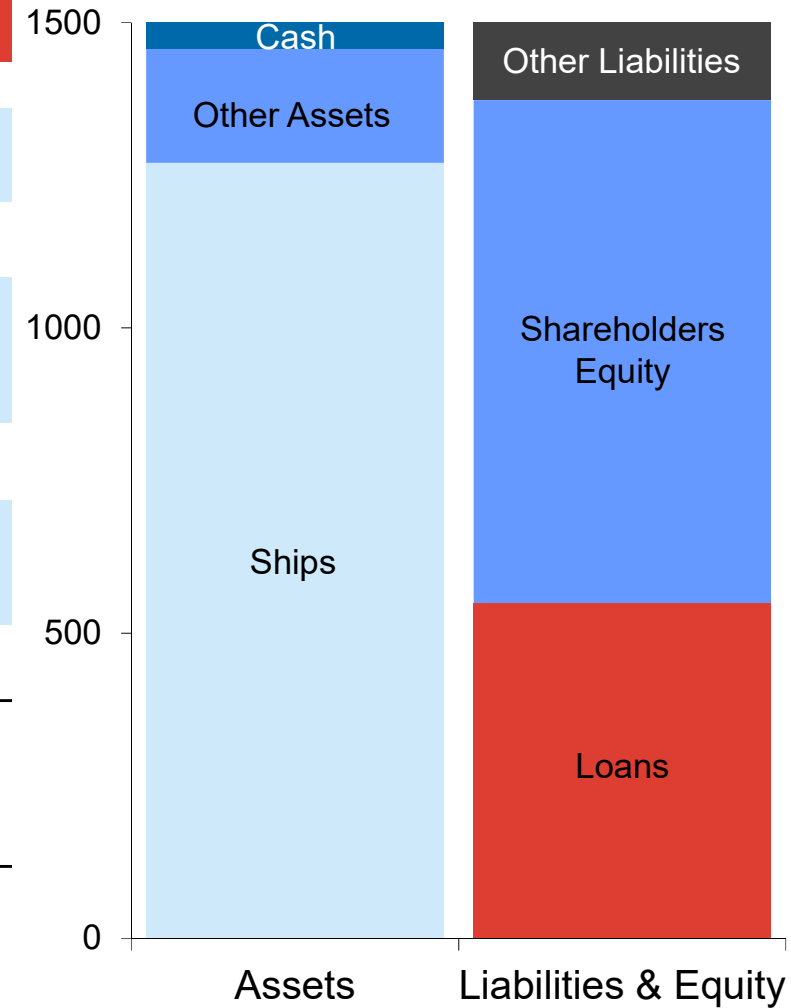 1500
Cash
Other Liabilities
Other Assets
1000
Shareholders
Equity
Ships
500
Loans
0
Assets
Liabilities & Equity